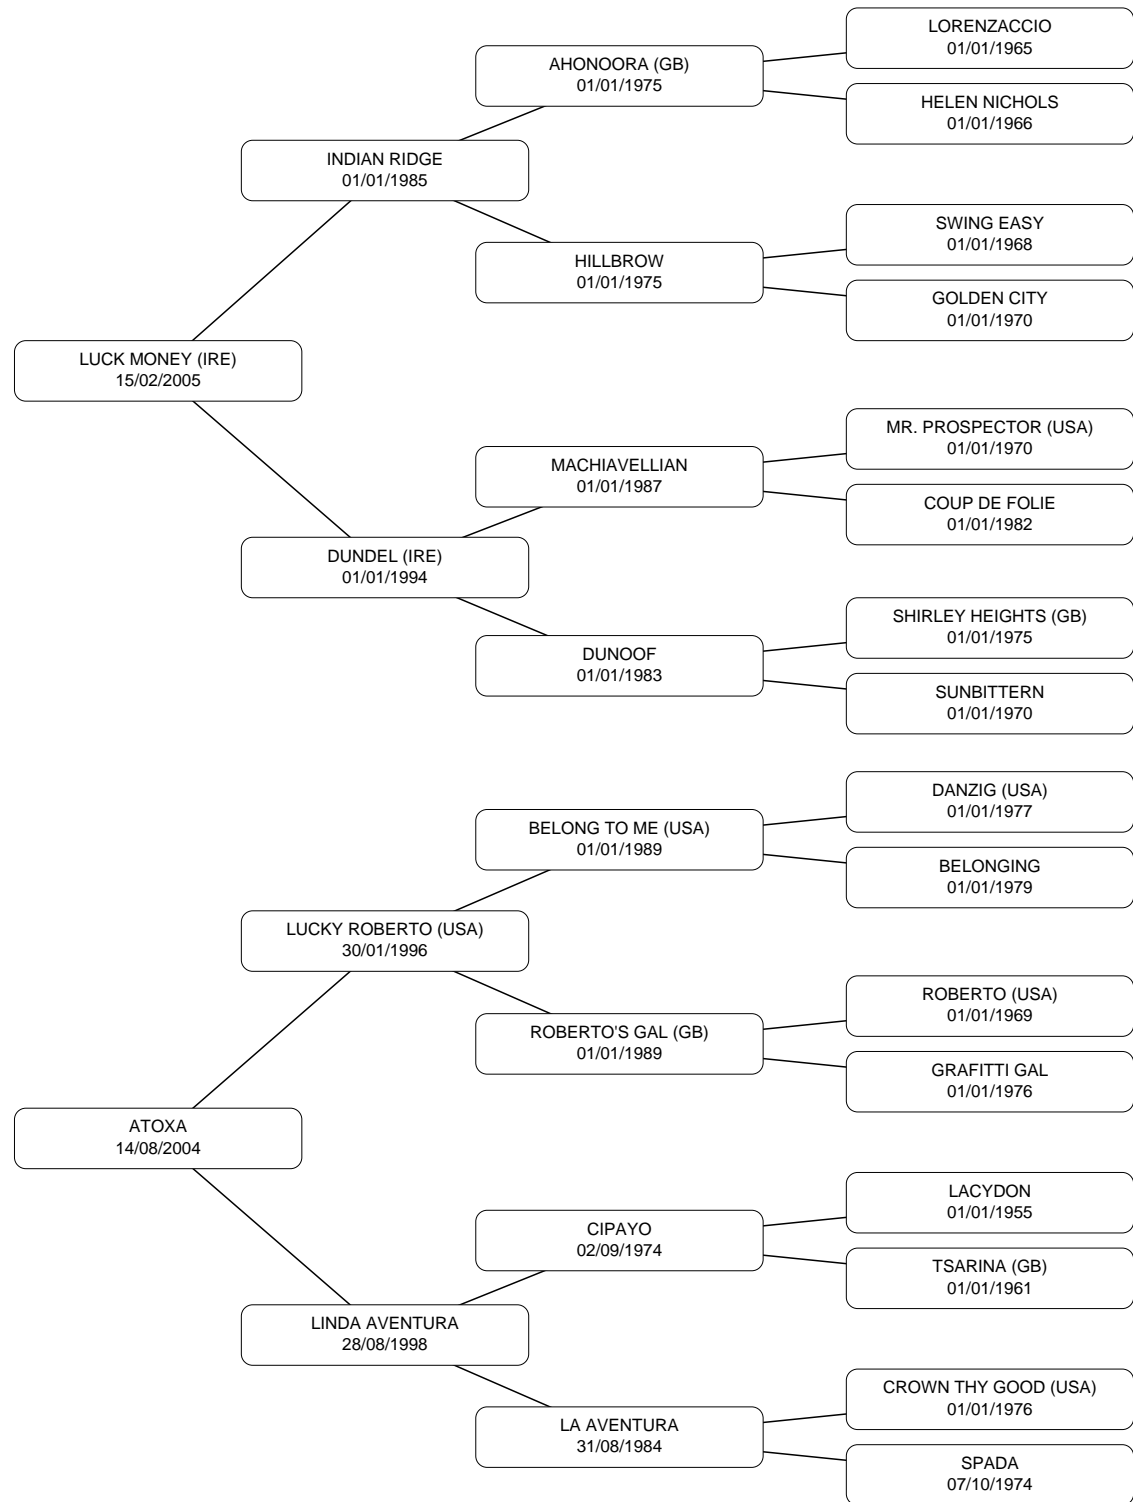 LORENZACCIO
01/01/1965
AHONOORA (GB)
01/01/1975
HELEN NICHOLS
01/01/1966
INDIAN RIDGE
01/01/1985
SWING EASY
01/01/1968
HILLBROW
01/01/1975
GOLDEN CITY
01/01/1970
LUCK MONEY (IRE)
15/02/2005
MR. PROSPECTOR (USA)
01/01/1970
MACHIAVELLIAN
01/01/1987
COUP DE FOLIE
01/01/1982
DUNDEL (IRE)
01/01/1994
SHIRLEY HEIGHTS (GB)
01/01/1975
DUNOOF
01/01/1983
SUNBITTERN
01/01/1970
DANZIG (USA)
01/01/1977
BELONG TO ME (USA)
01/01/1989
BELONGING
01/01/1979
LUCKY ROBERTO (USA)
30/01/1996
ROBERTO (USA)
01/01/1969
ROBERTO'S GAL (GB)
01/01/1989
GRAFITTI GAL
01/01/1976
ATOXA
14/08/2004
LACYDON
01/01/1955
CIPAYO
02/09/1974
TSARINA (GB)
01/01/1961
LINDA AVENTURA
28/08/1998
CROWN THY GOOD (USA)
01/01/1976
LA AVENTURA
31/08/1984
SPADA
07/10/1974